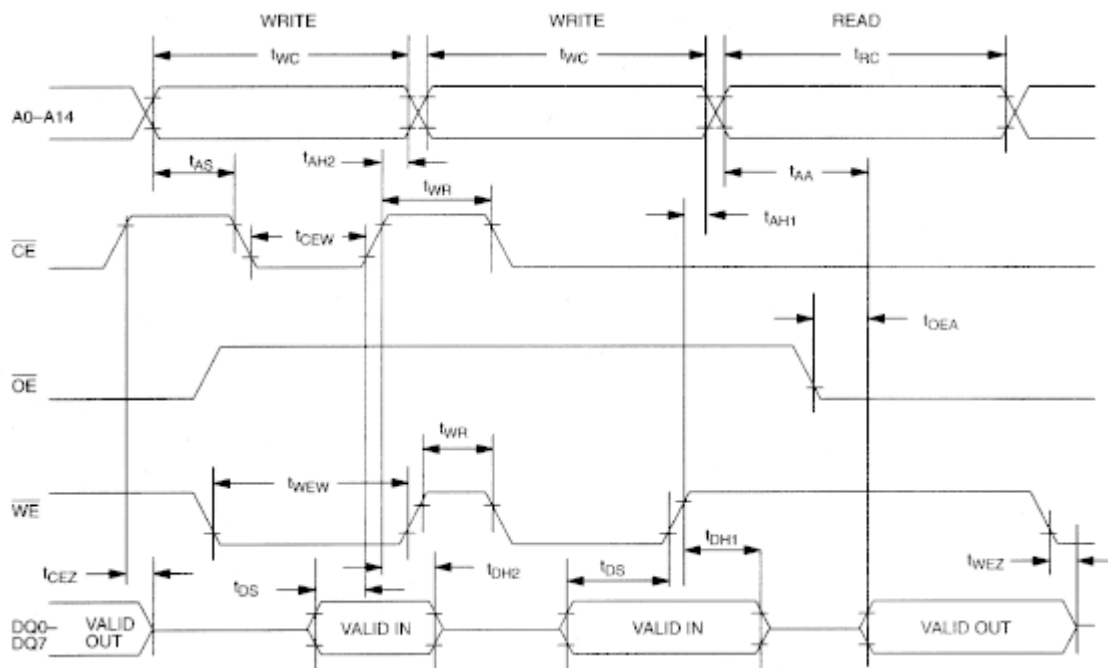 WRITE WRITE READ
tWC tWC tRC
A0–A14
tAS tAH2 tWR tAA
tAH1
CE tCEW
tOEA
OE
tWR
tWEW
WE
tDH1
tCEZ tDS tDH2 tDS tWEZ
DQ0–
DQ7
VALID
OUT
VALID IN VALID IN VALID OUT